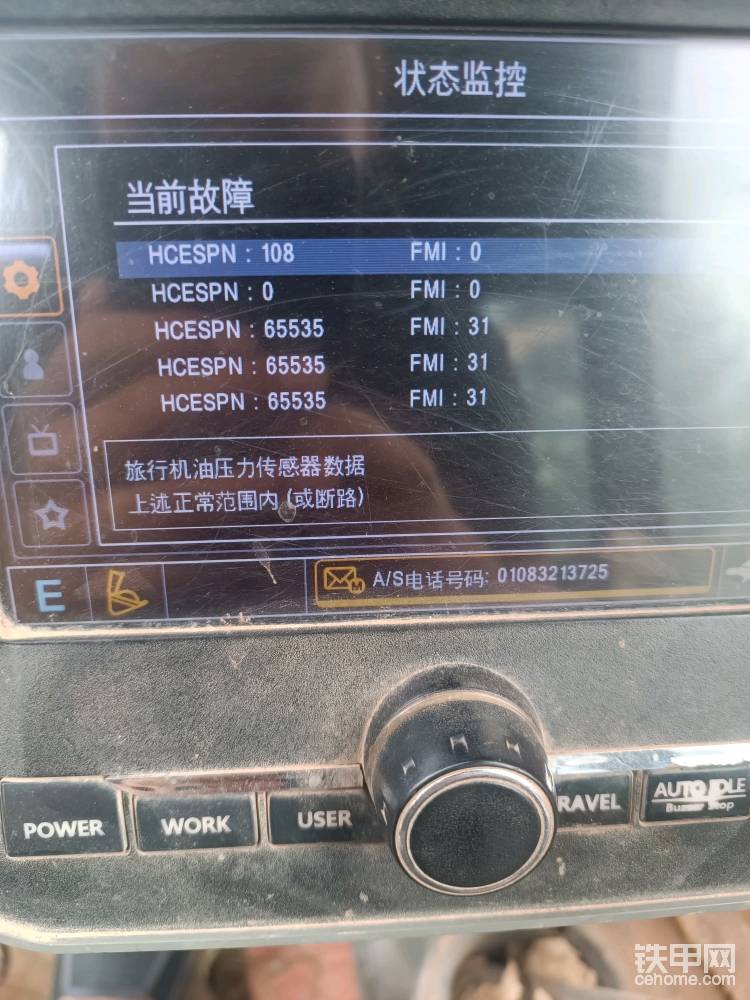 状态监控
当前故障
HCESPN : 108 FMI : 0
HCESPN : 0 FMI : 0
HCESPN : 65535 FMI : 31
HCESPN : 65535 FMI : 31
HCESPN : 65535 FMI : 31
旅行机油压力传感器数据
上述正常范围内 (或断路)
E
M
A/S电话号码: 01083213725
POWER
WORK
USER
RAVEL
AUTO IDLE
Buzzer Stop
铁甲网
cehome.com